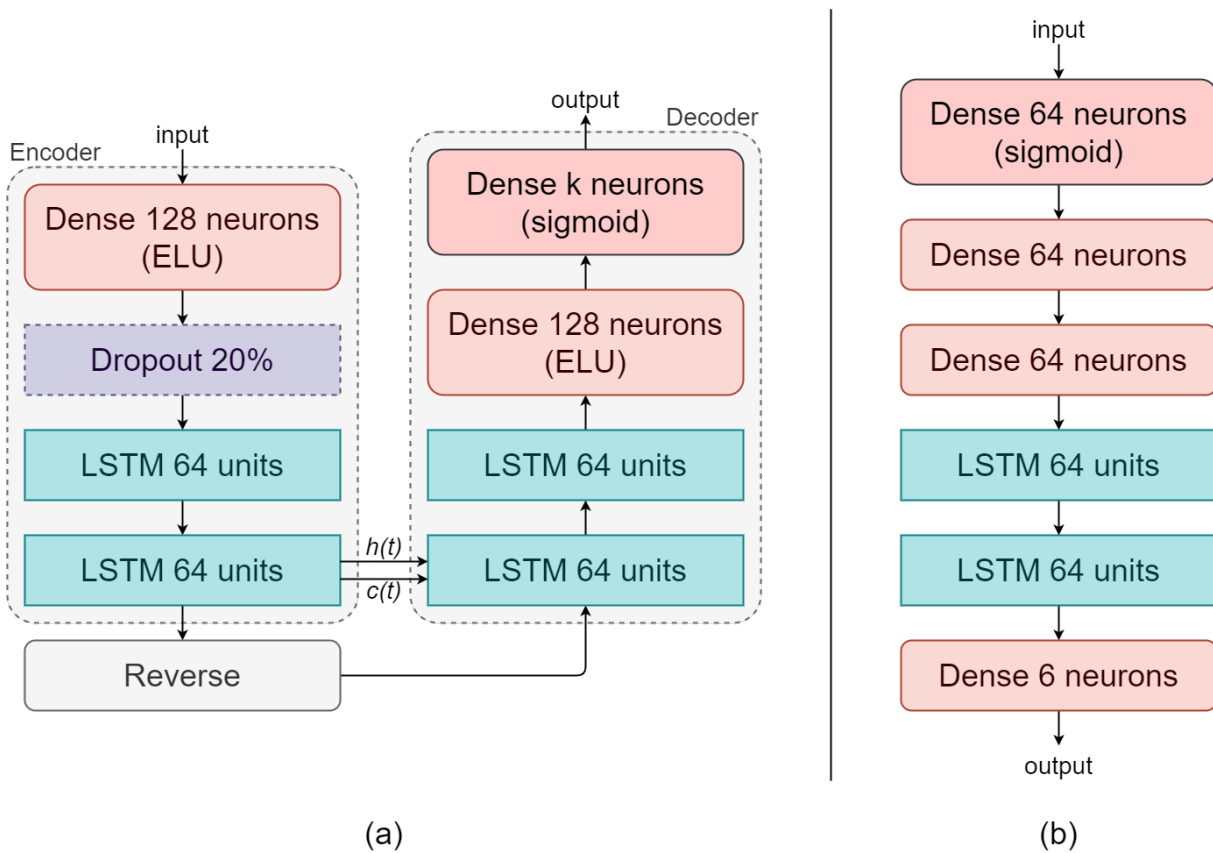 Encoder
input
Dense 128 neurons
(ELU)
Dropout 20%
LSTM 64 units
LSTM 64 units
Reverse
h(t)
c(t)
output
Decoder
Dense k neurons
(sigmoid)
Dense 128 neurons
(ELU)
LSTM 64 units
LSTM 64 units
(a)
input
Dense 64 neurons
(sigmoid)
Dense 64 neurons
Dense 64 neurons
LSTM 64 units
LSTM 64 units
Dense 6 neurons
output
(b)